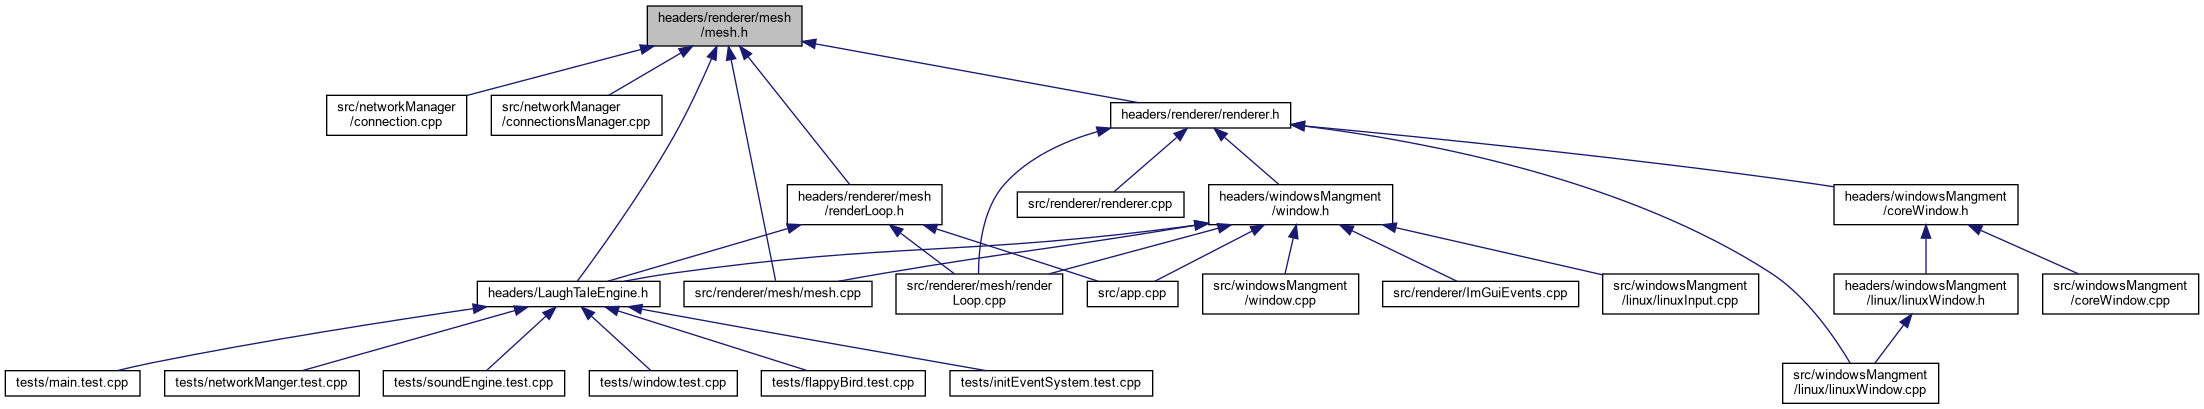 headers/renderer/mesh
/mesh.h
src/networkManager
/connection.cpp
src/networkManager
/connectionsManager.cpp
headers/renderer/renderer.h
headers/renderer/mesh
/renderLoop.h
src/renderer/renderer.cpp
headers/windowsMangment
/window.h
headers/windowsMangment
/coreWindow.h
headers/LaughTaleEngine.h
src/renderer/mesh/mesh.cpp
src/renderer/mesh/render
Loop.cpp
src/app.cpp
src/windowsMangment
/window.cpp
src/renderer/ImGuiEvents.cpp
src/windowsMangment
/linux/linuxInput.cpp
headers/windowsMangment
/linux/linuxWindow.h
src/windowsMangment
/coreWindow.cpp
tests/main.test.cpp
tests/networkManger.test.cpp
tests/soundEngine.test.cpp
tests/window.test.cpp
tests/flappyBird.test.cpp
tests/initEventSystem.test.cpp
src/windowsMangment
/linux/linuxWindow.cpp